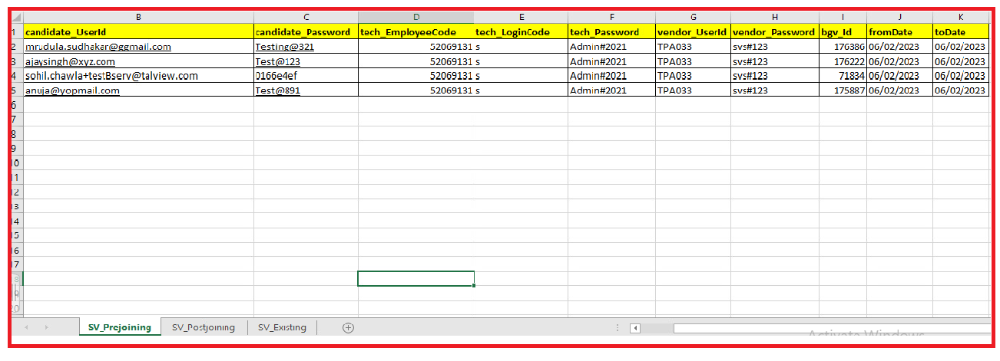 B C D E F G H I J K
1 candidate_UserId candidate_Password tech_EmployeeCode tech_LoginCode tech_Password vendor_UserId vendor_Password bgv_Id fromDate toDate
2 mrudula.sudhakar@ggmail.com Testing@321 52069131 s Admin#2021 TPA033 svs#123 176386 06/02/2023 06/02/2023
3 ajaysingh@xyz.com Test@123 52069131 s Admin#2021 TPA033 svs#123 176222 06/02/2023 06/02/2023
4 sohil.chawla+testBserv@talview.com 0166e4ef 52069131 s Admin#2021 TPA033 svs#123 71834 06/02/2023 06/02/2023
5 anuja@yopmail.com Test@891 52069131 s Admin#2021 TPA033 svs#123 175887 06/02/2023 06/02/2023
6
7
8
9
10
11
12
13
14
15
16
17
18
19
20
SV_Prejoining SV_Postjoining SV_Existing
Activate Windows